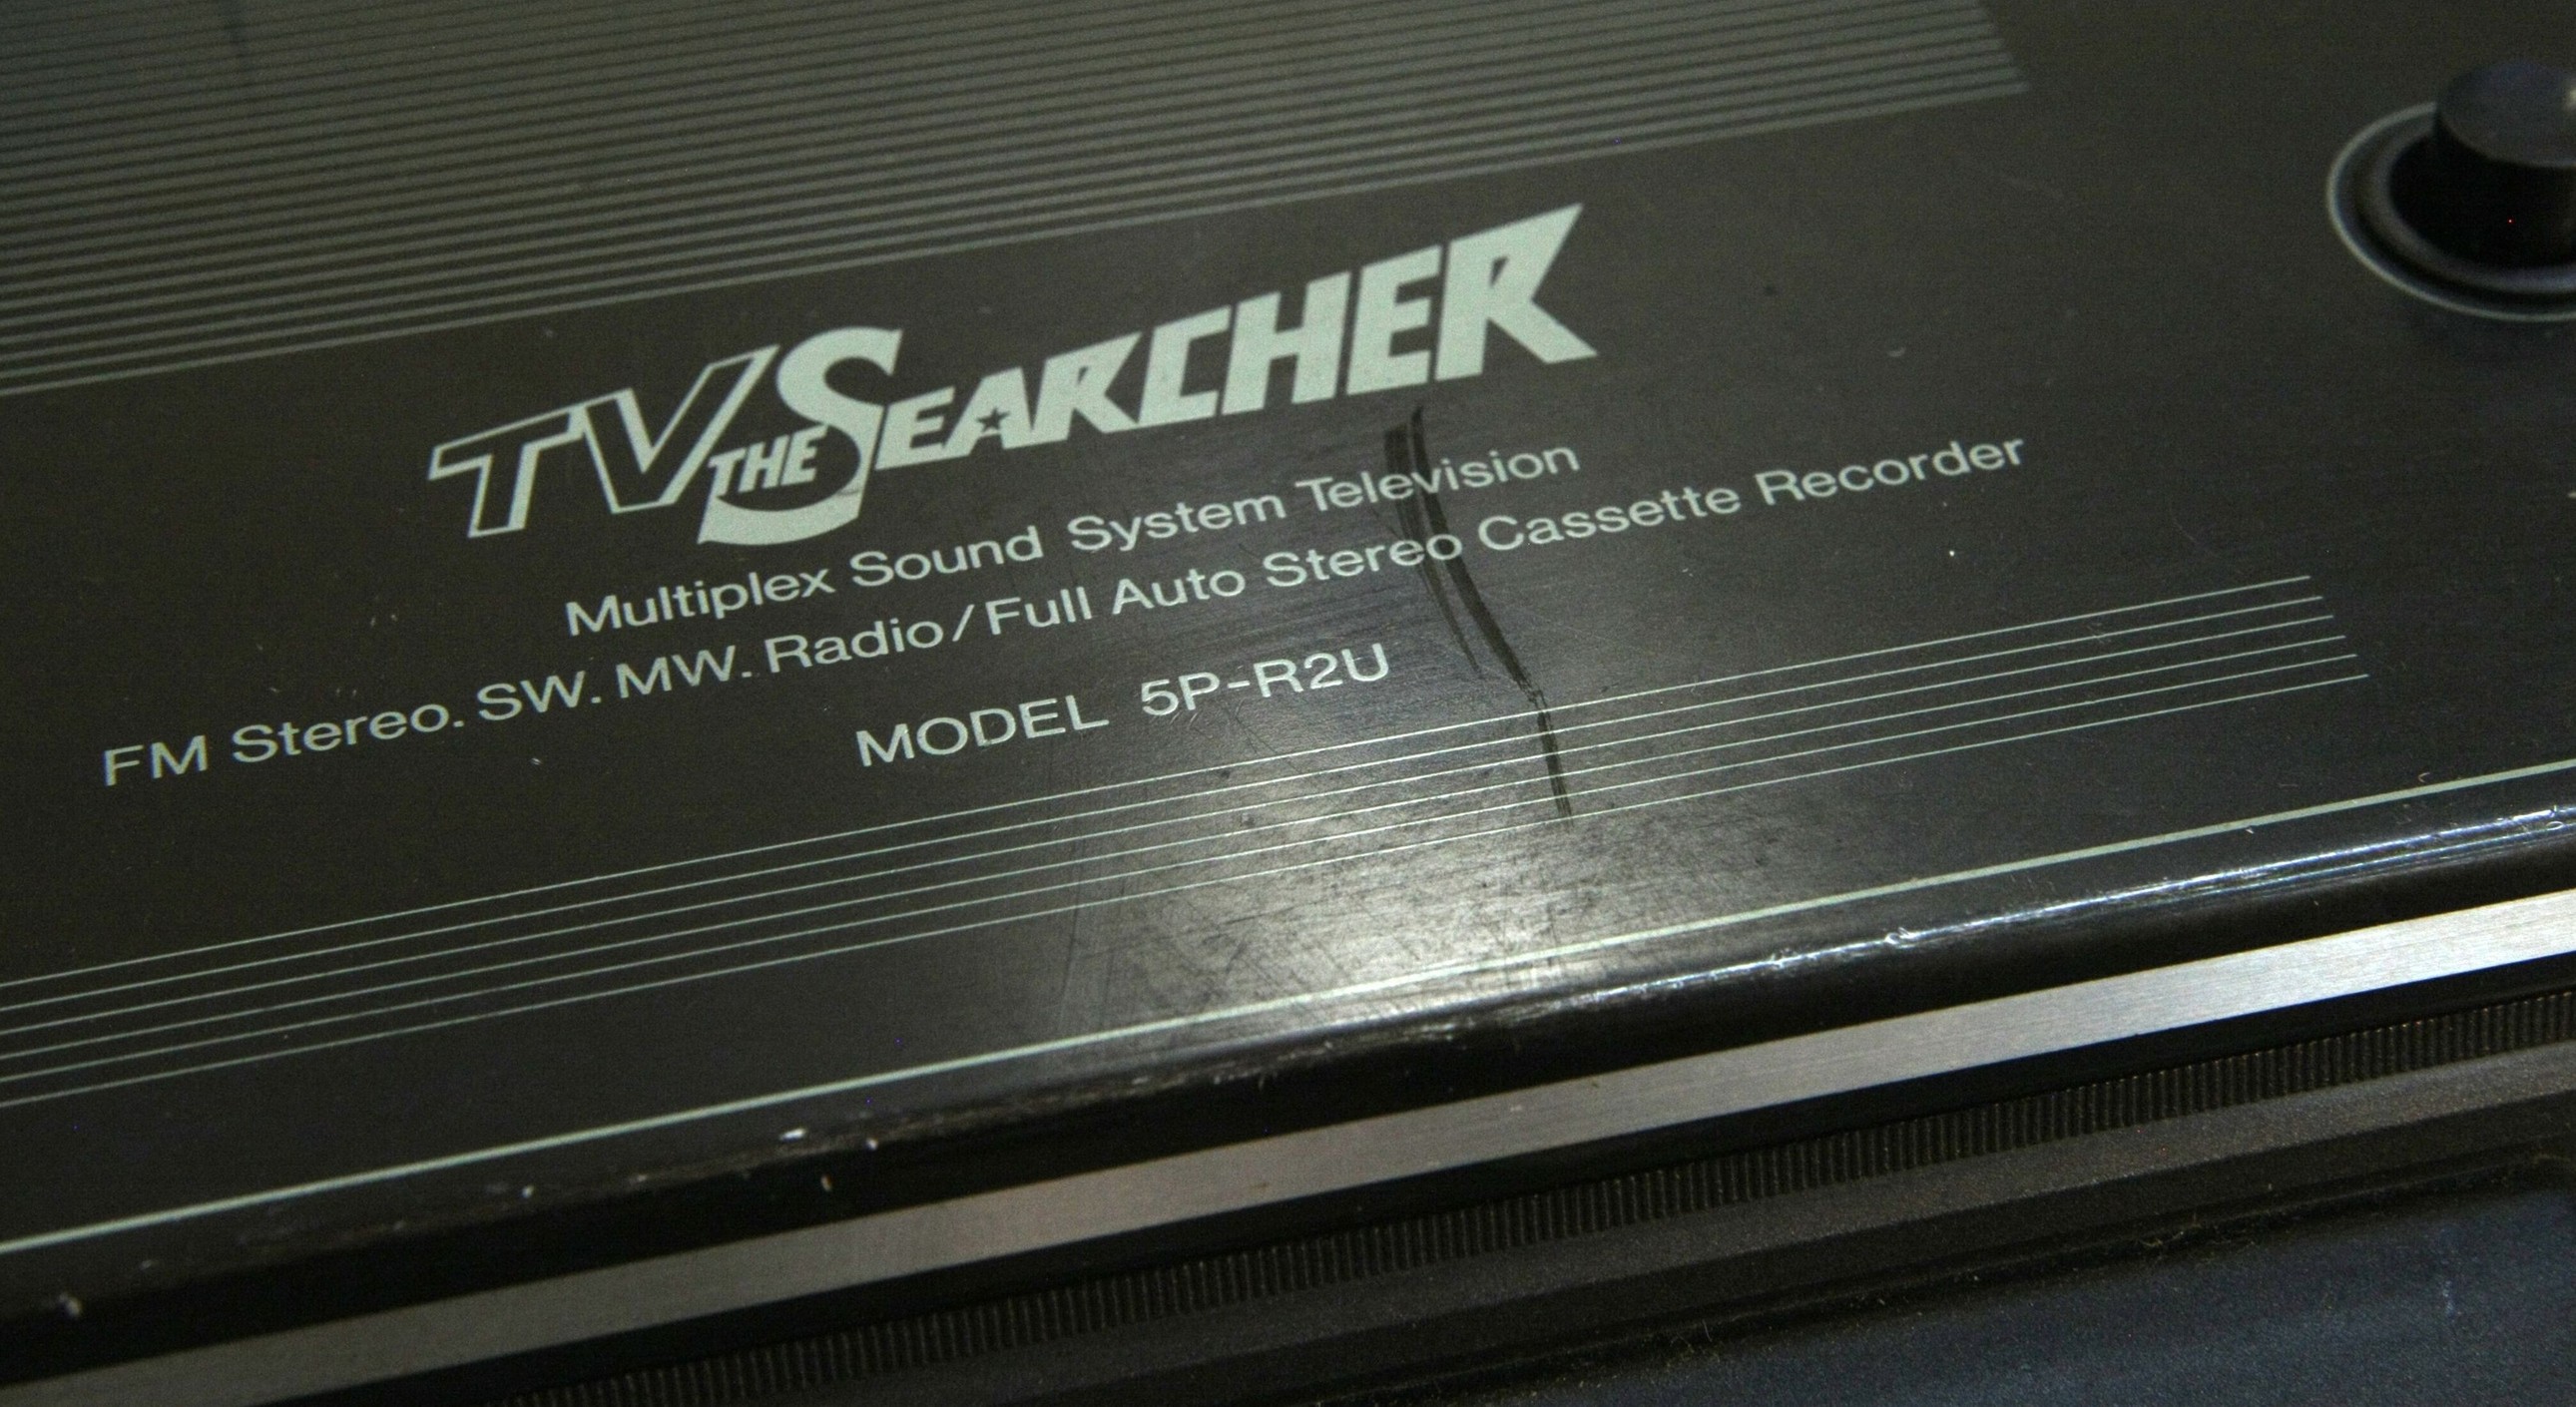 TV THE SEARCHER
Multiplex Sound System Television
FM Stereo. SW. MW. Radio/Full Auto Stereo Cassette Recorder
MODEL 5P-R2U